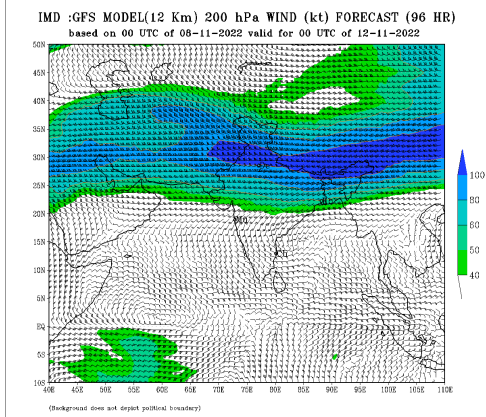 IMD :GFS MODEL(12 Km) 200 hPa WIND (kt) FORECAST (96 HR)
based on 00 UTC of 08-11-2022 valid for 00 UTC of 12-11-2022
50N
45N
40N
35N
30N
25N
20N
15N
10N
5N
EQ
5S
10S
40E 45E 50E 55E 60E 65E 70E 75E 80E 85E 90E 95E 100E 105E 110E
100
80
60
50
40
(Background does not depict political boundary)